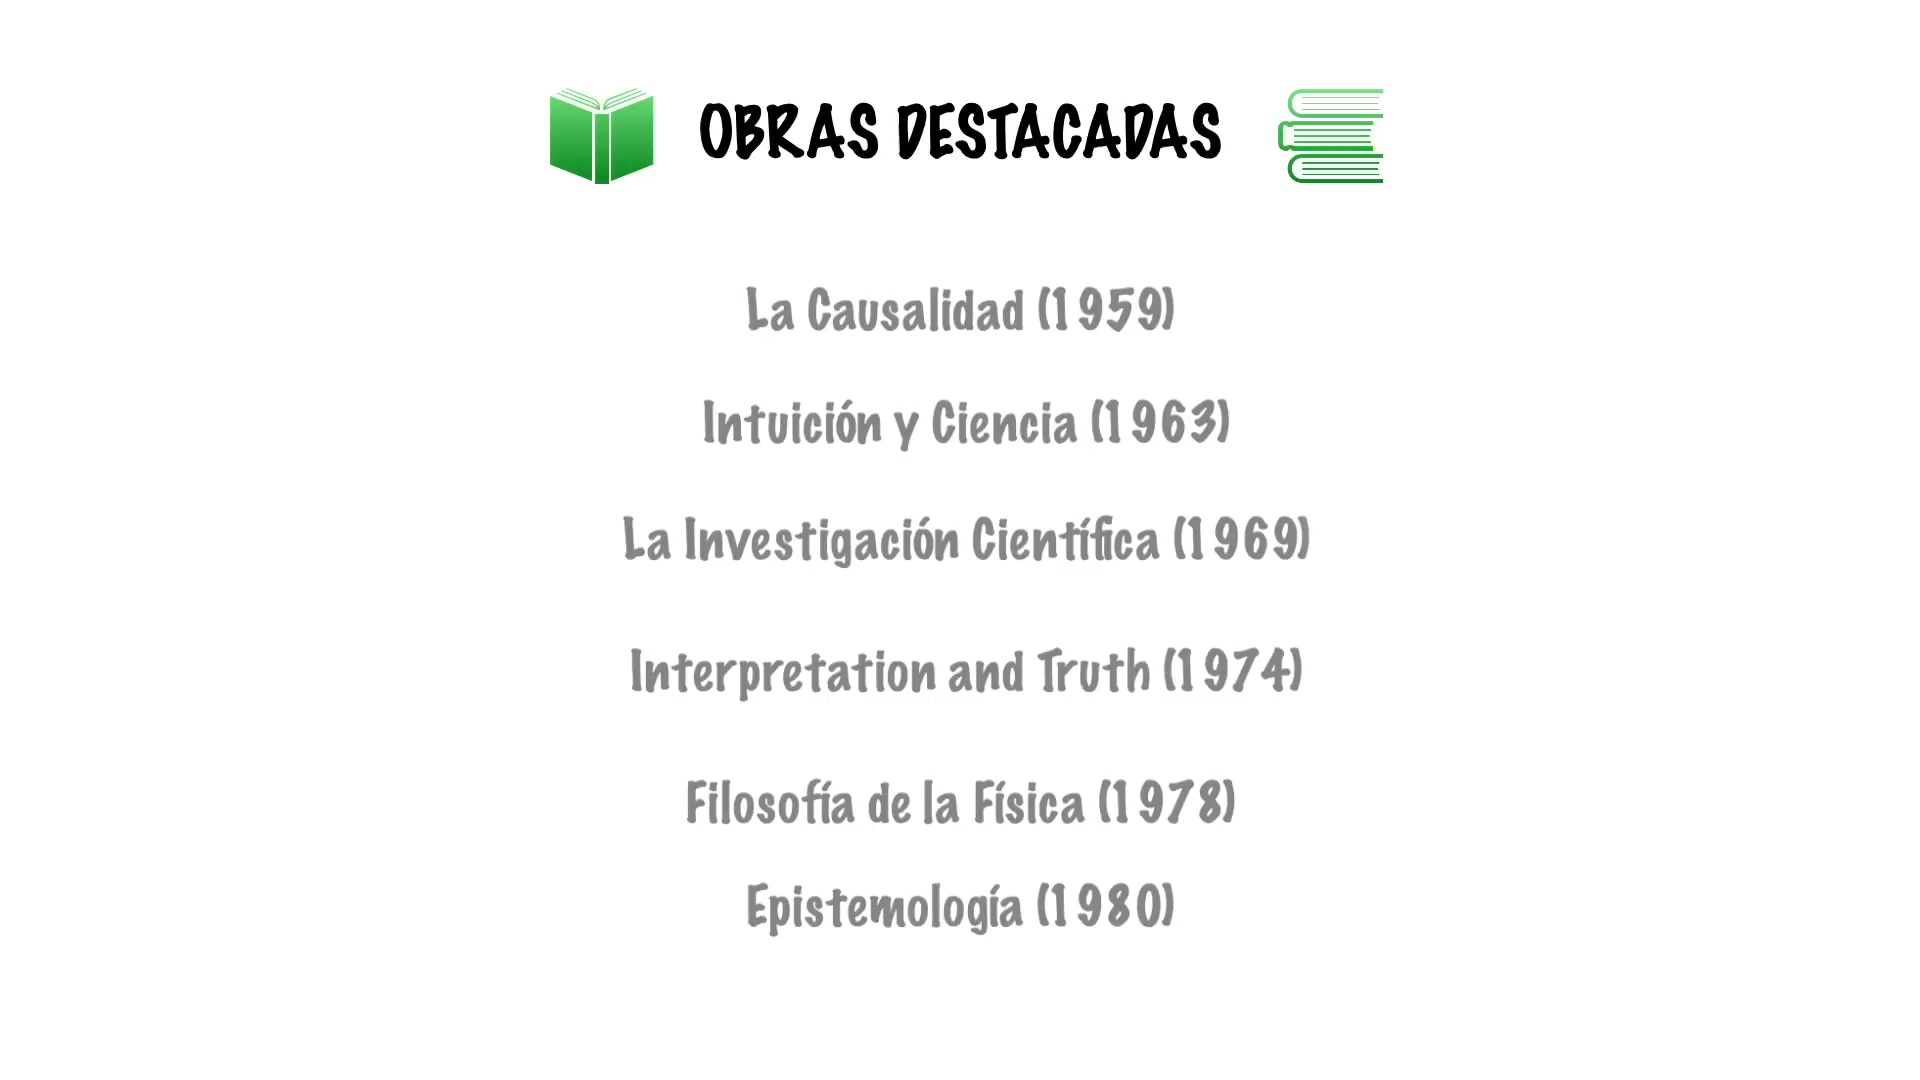 OBRAS DESTACADAS
La Causalidad (1959)
Intuición y Ciencia (1963)
La Investigación Científica (1969)
Interpretation and Truth (1974)
Filosofía de la Física (1978)
Epistemología (1980)